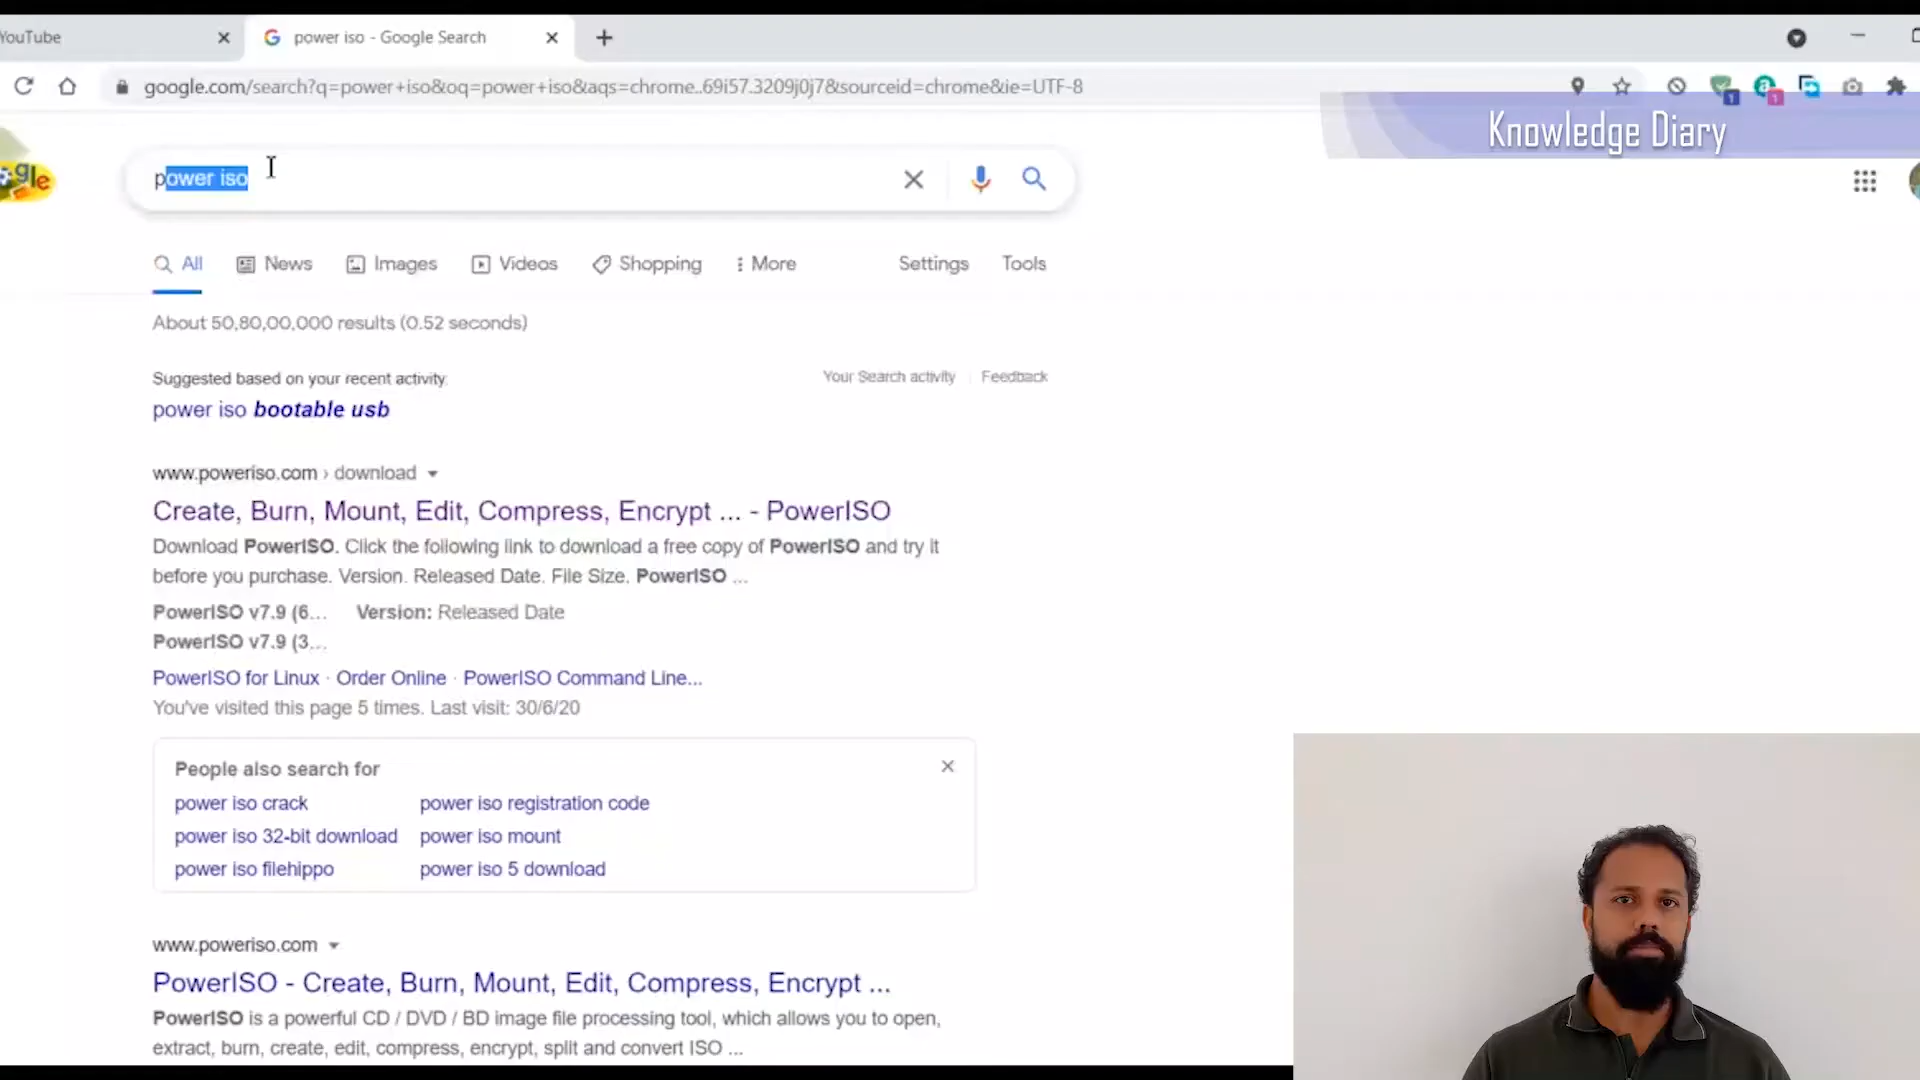 YouTube
power iso - Google Search
google.com/search?q=power+iso&oq=power+iso&aqs=chrome..69i57.3209j0j7&sourceid=chrome&ie=UTF-8
1
1
Knowledge Diary
gle
power iso
All
News
Images
Videos
Shopping
More
Settings
Tools
About 50,80,00,000 results (0.52 seconds)
Suggested based on your recent activity
Your Search activity
Feedback
power iso bootable usb
www.poweriso.com › download
Create, Burn, Mount, Edit, Compress, Encrypt ... - PowerISO
Download PowerISO. Click the following link to download a free copy of PowerISO and try it
before you purchase. Version. Released Date. File Size. PowerISO ...
PowerISO v7.9 (6... Version: Released Date
PowerISO v7.9 (3...
PowerISO for Linux · Order Online · PowerISO Command Line...
You've visited this page 5 times. Last visit: 30/6/20
People also search for
power iso crack
power iso registration code
power iso 32-bit download
power iso mount
power iso filehippo
power iso 5 download
www.poweriso.com
PowerISO - Create, Burn, Mount, Edit, Compress, Encrypt ...
PowerISO is a powerful CD / DVD / BD image file processing tool, which allows you to open,
extract, burn, create, edit, compress, encrypt, split and convert ISO ...